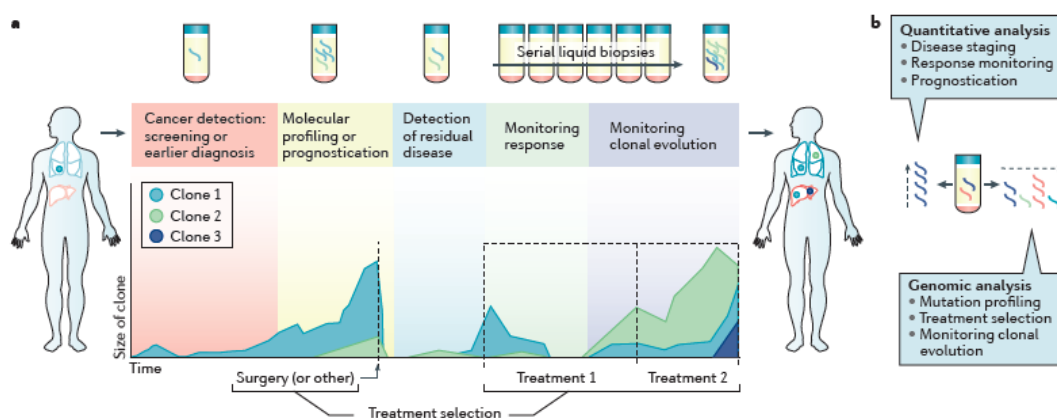 a
Serial liquid biopsies
Cancer detection:
screening or
earlier diagnosis
Molecular
profiling or
prognostication
Detection
of residual
disease
Monitoring
response
Monitoring
clonal evolution
Clone 1
Clone 2
Clone 3
Size of clone
Time
Surgery (or other)
Treatment 1
Treatment 2
Treatment selection
b
Quantitative analysis
• Disease staging
• Response monitoring
• Prognostication
Genomic analysis
• Mutation profiling
• Treatment selection
• Monitoring clonal
evolution